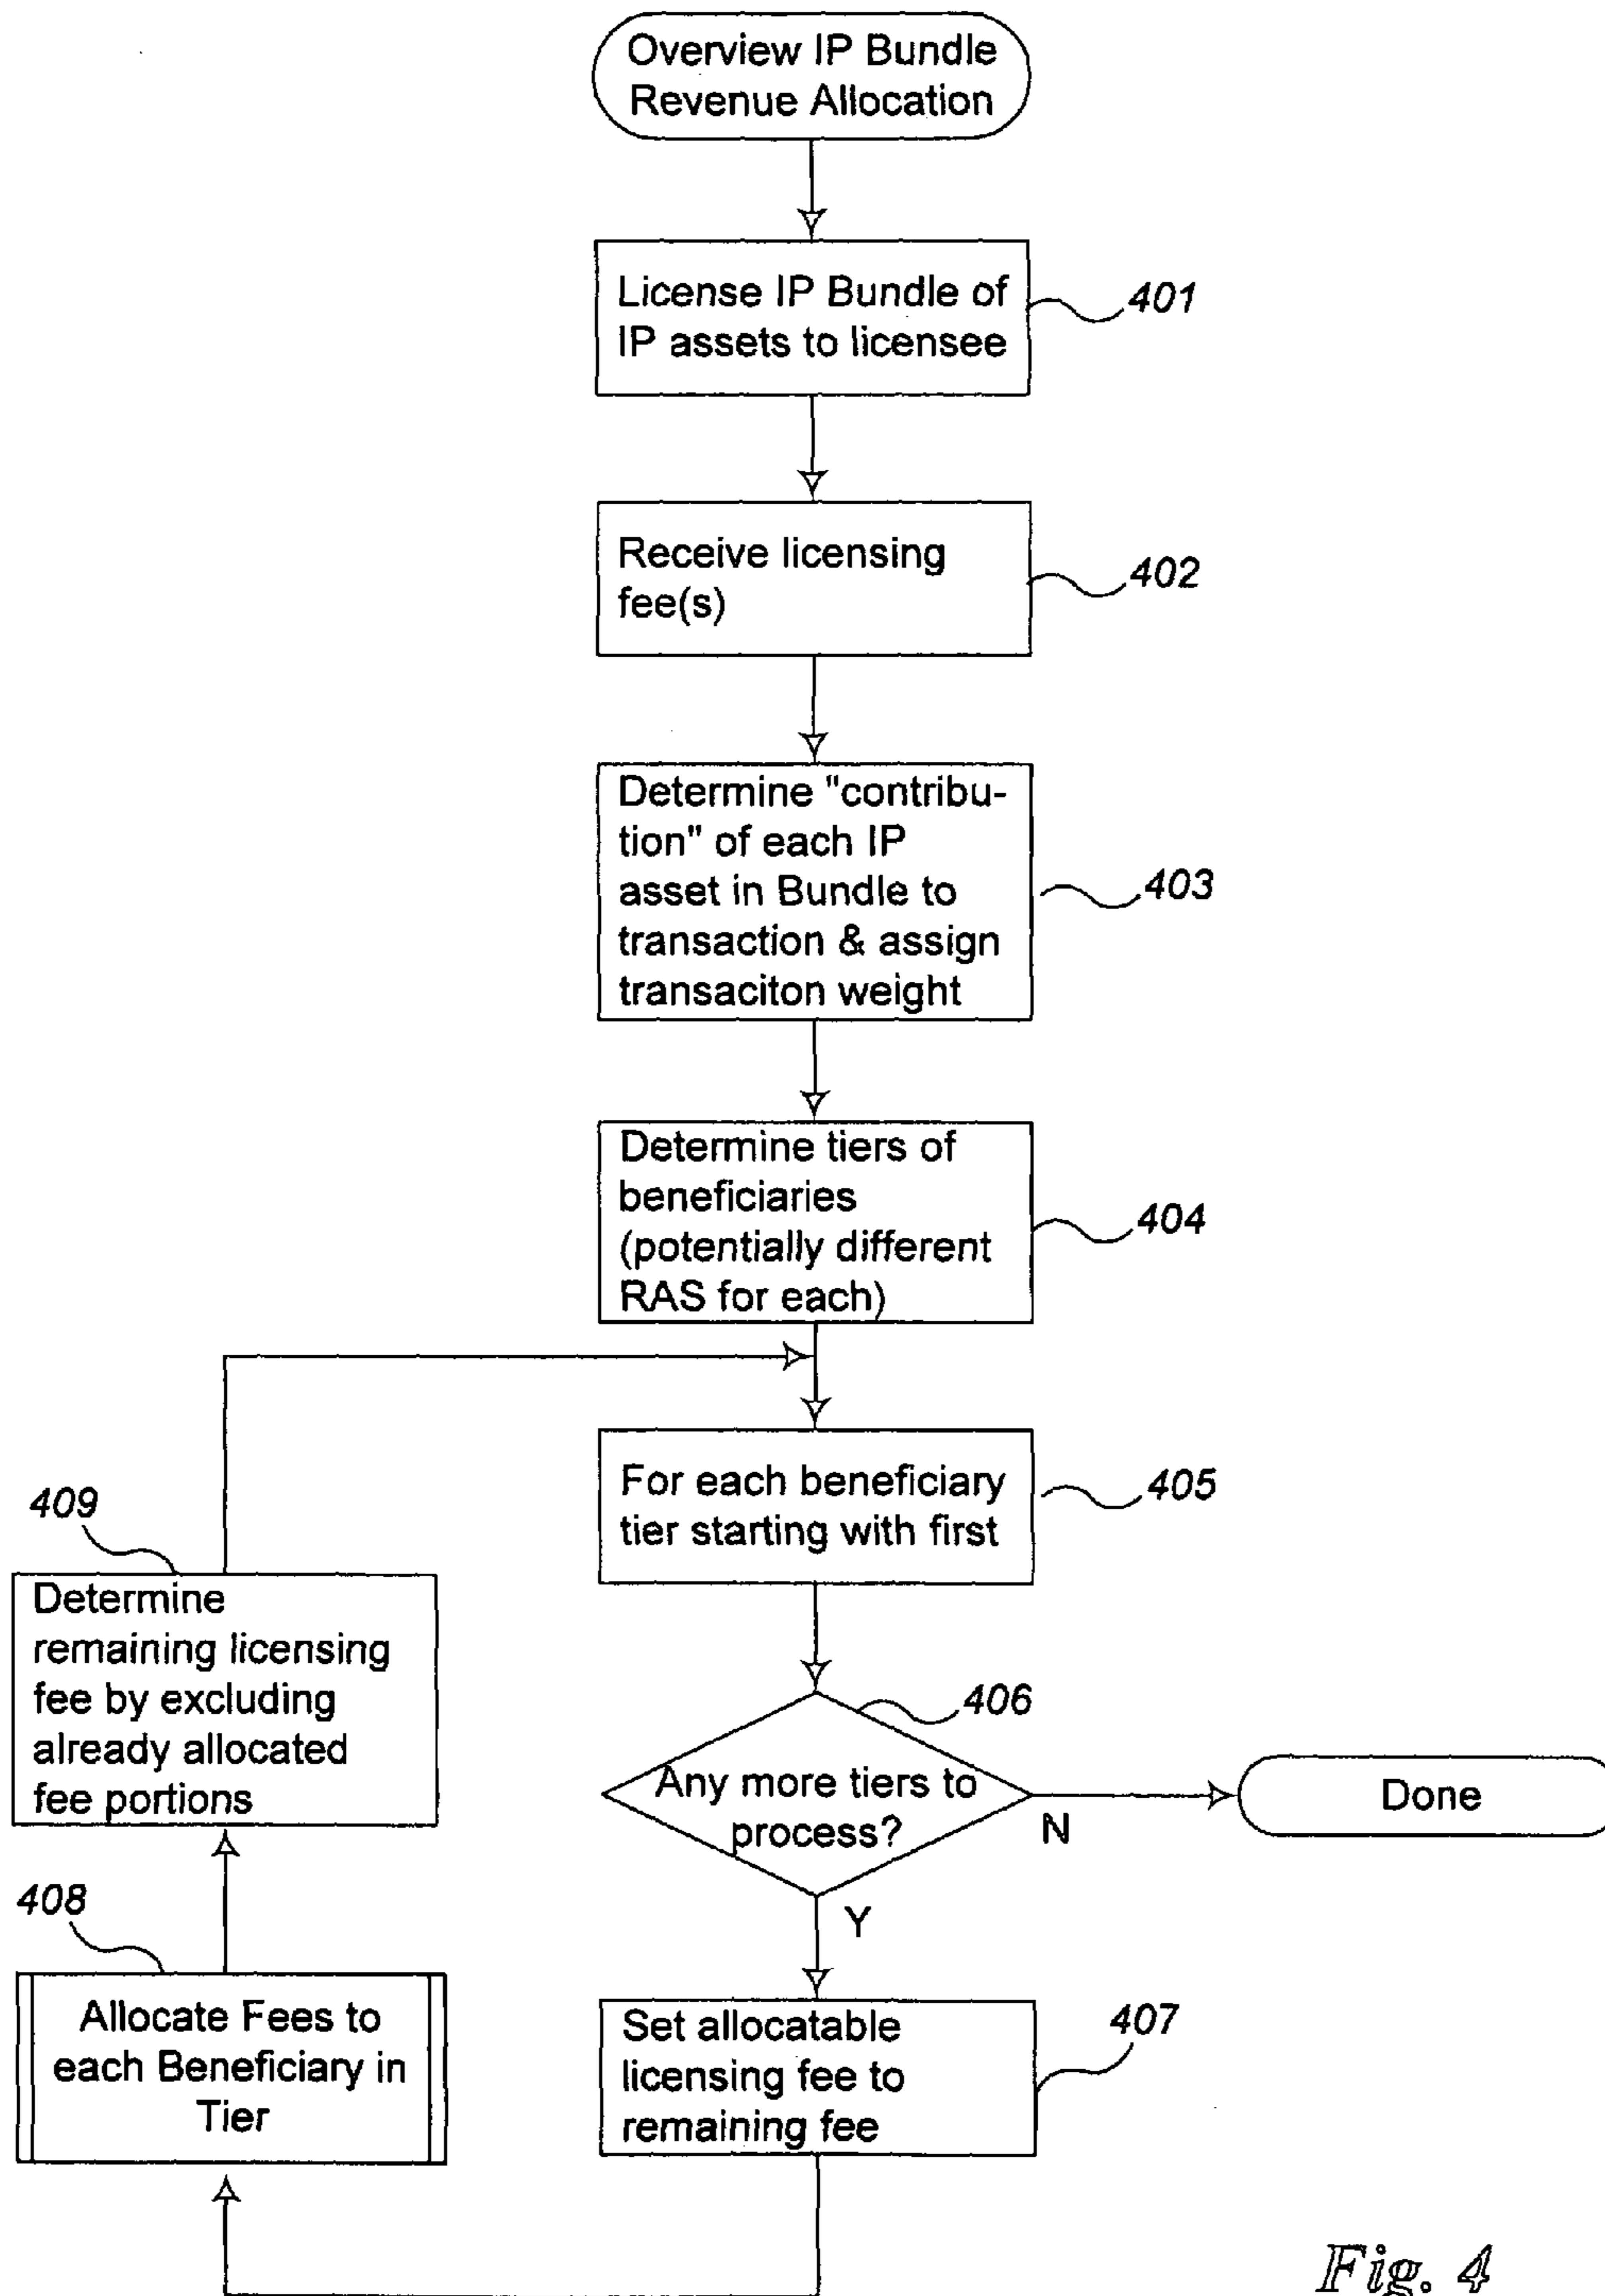 Overview IP Bundle
Revenue Allocation
License IP Bundle of
IP assets to licensee
401
Receive licensing
fee(s)
402
Determine "contribu-
tion" of each IP
asset in Bundle to
transaction & assign
transaciton weight
403
Determine tiers of
beneficiaries
(potentially different
RAS for each)
404
For each beneficiary
tier starting with first
405
409
Determine
remaining licensing
fee by excluding
already allocated
fee portions
406
Any more tiers to
process?
N
Done
Y
408
Allocate Fees to
each Beneficiary in
Tier
Set allocatable
licensing fee to
remaining fee
407
Fig. 4